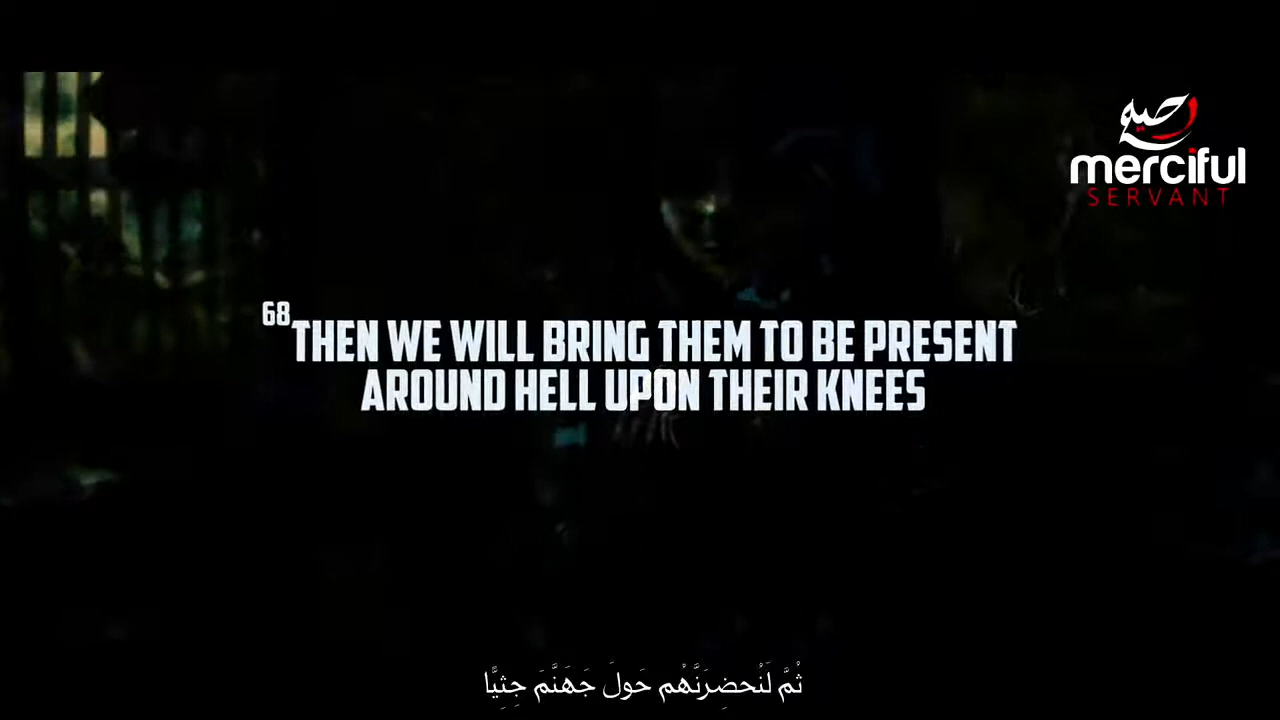 رحيم
merciful
SERVANT
68 THEN WE WILL BRING THEM TO BE PRESENT
AROUND HELL UPON THEIR KNEES
ثُمَّ لَنُحضِرَنَّهُم حَولَ جَهَنَّمَ جِثِيًّا